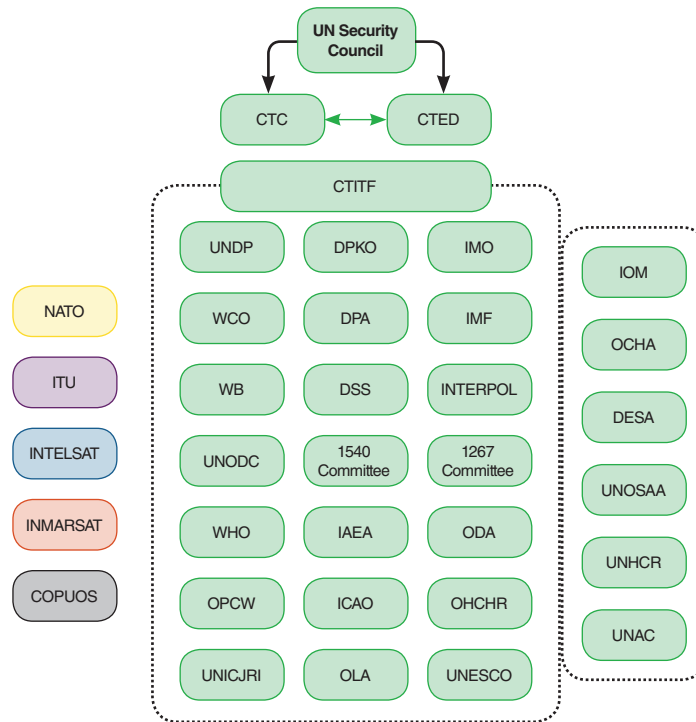 UN Security
Council
CTC
CTED
CTITF
UNDP
DPKO
IMO
WCO
DPA
IMF
WB
DSS
INTERPOL
UNODC
1540
Committee
1267
Committee
WHO
IAEA
ODA
OPCW
ICAO
OHCHR
UNICJRI
OLA
UNESCO
NATO
ITU
INTELSAT
INMARSAT
COPUOS
IOM
OCHA
DESA
UNOSAA
UNHCR
UNAC